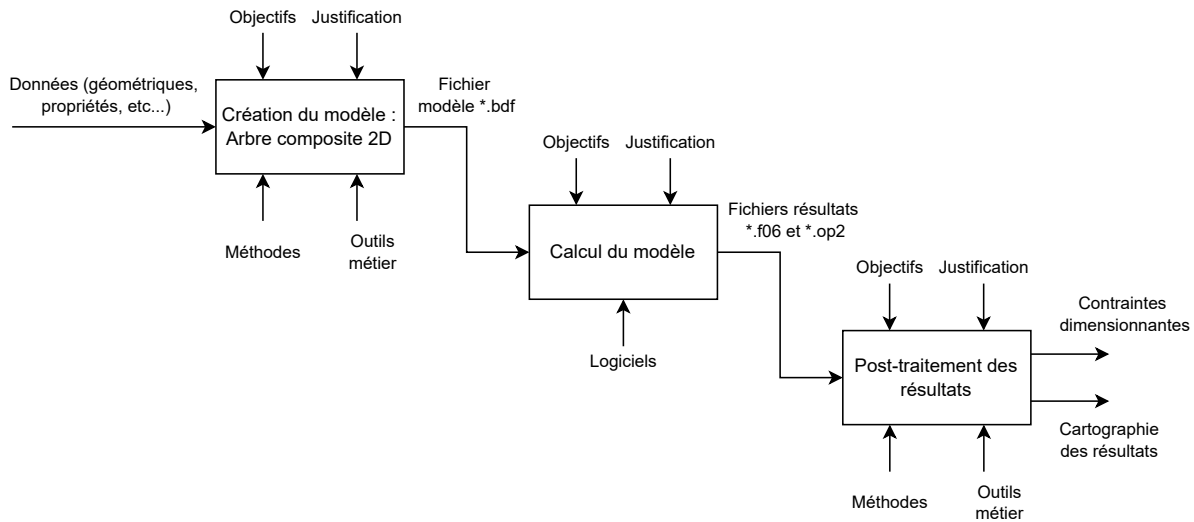 Objectifs
Justification
Données (géométriques,
propriétés, etc...)
Création du modèle :
Arbre composite 2D
Méthodes
Outils
métier
Fichier
modèle *.bdf
Objectifs
Justification
Calcul du modèle
Logiciels
Fichiers résultats
*.f06 et *.op2
Objectifs
Justification
Post-traitement des
résultats
Méthodes
Outils
métier
Contraintes
dimensionnantes
Cartographie
des résultats